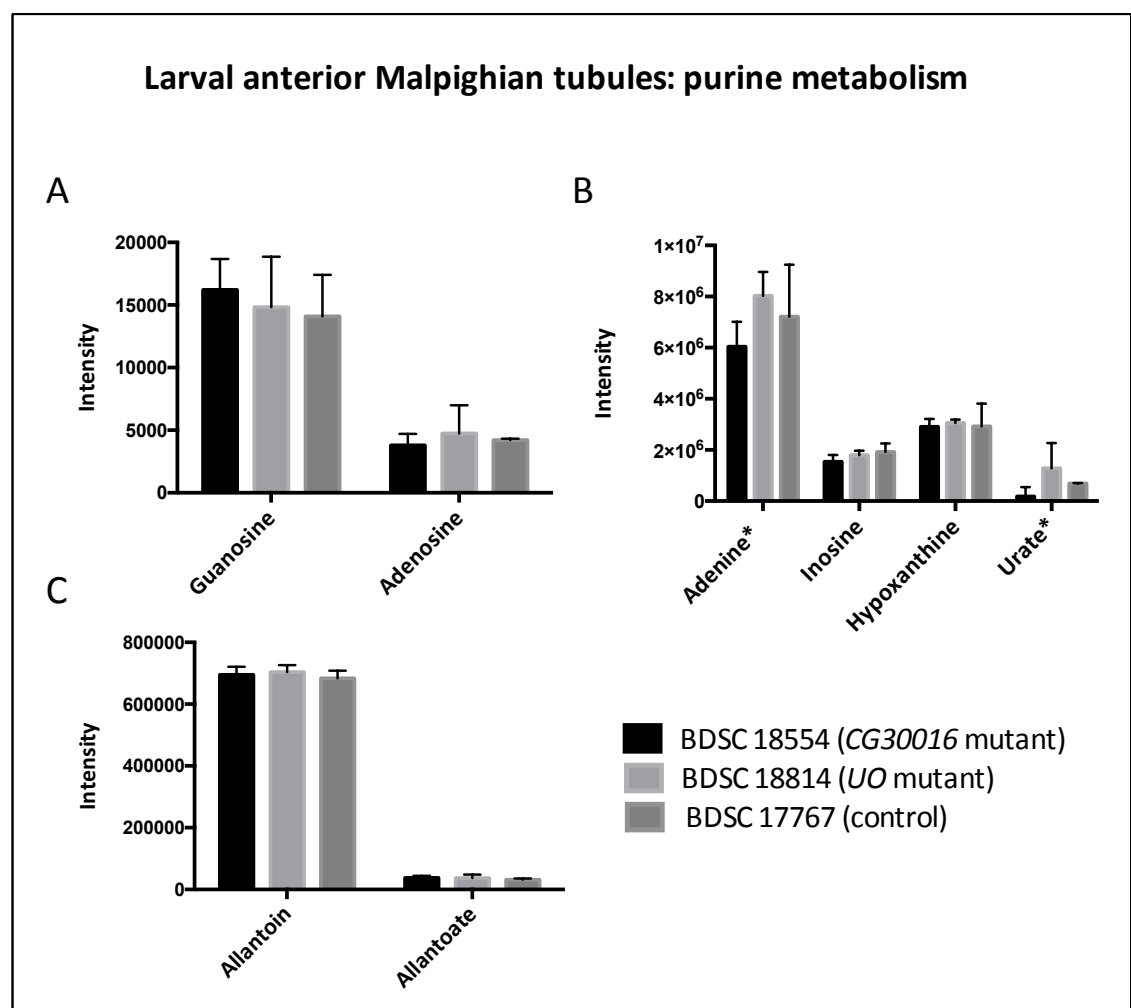 Larval anterior Malpighian tubules: purine metabolism
A
20000
15000
10000
5000
0
Intensity
Guanosine
Adenosine
B
1×10⁷
8×10⁶
6×10⁶
4×10⁶
2×10⁶
0
Intensity
Adenine*
Inosine
Hypoxanthine
Urate*
C
800000
600000
400000
200000
0
Intensity
Allantoin
Allantoate
BDSC 18554 (CG30016 mutant)
BDSC 18814 (UO mutant)
BDSC 17767 (control)